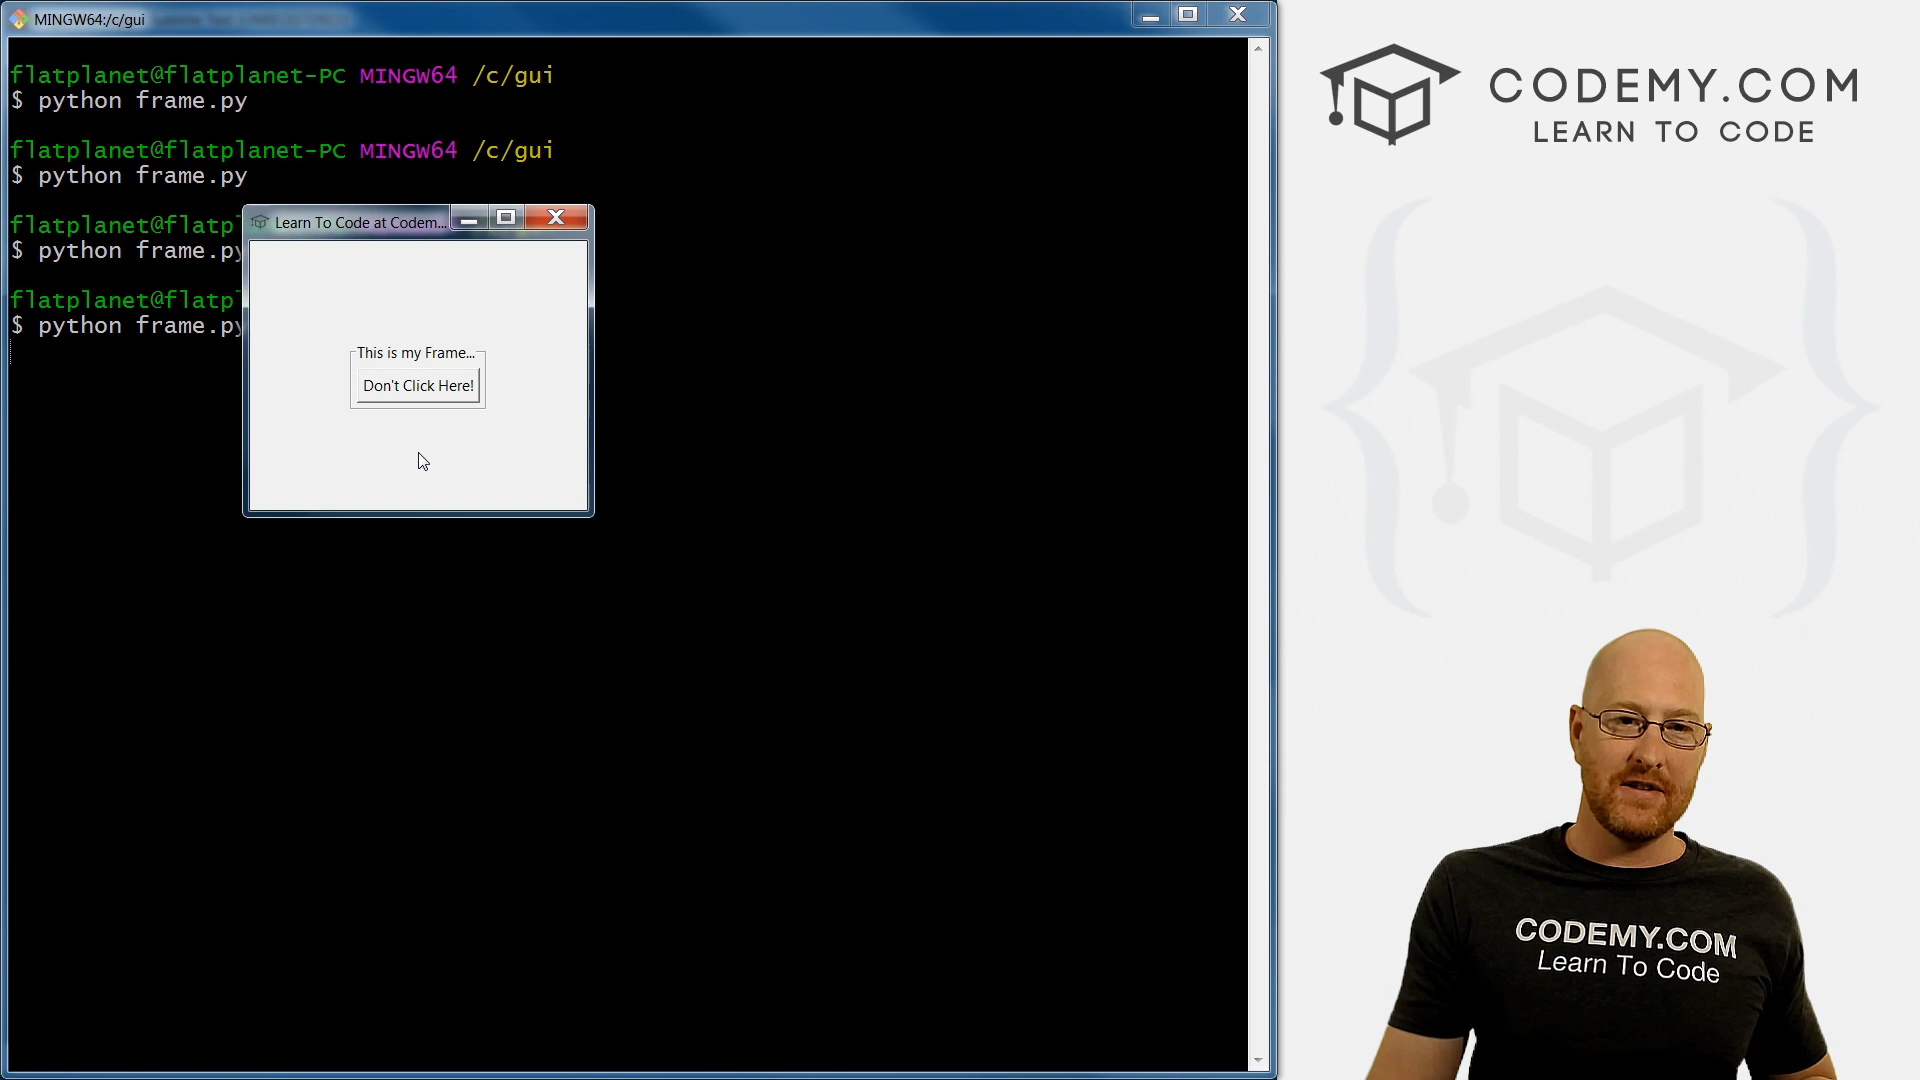 MINGW64:/c/gui
flatplanet@flatplanet-PC MINGW64 /c/gui
$ python frame.py
flatplanet@flatplanet-PC MINGW64 /c/gui
$ python frame.py
flatplanet@flatp
$ python frame.py
flatplanet@flatpl
$ python frame.py
Learn To Code at Codem...
This is my Frame...
Don't Click Here!
CODEMY.COM
LEARN TO CODE
CODEMY.COM
Learn To Code